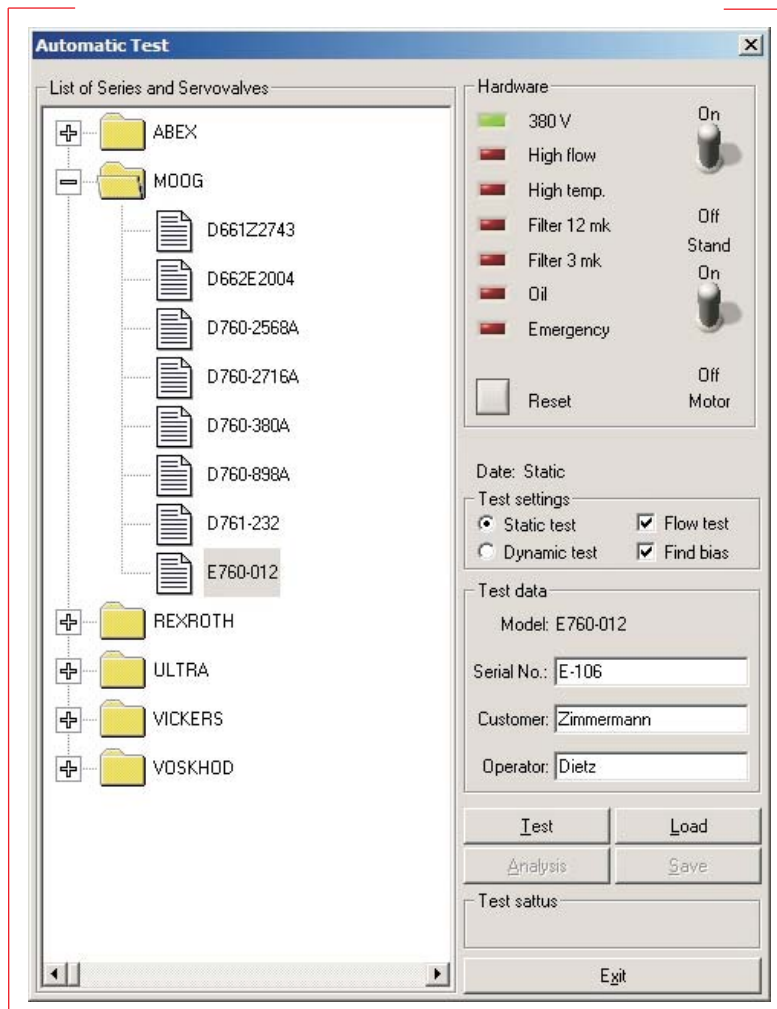 Automatic Test
List of Series and Servovalves
ABEX
MOOG
D661Z2743
D662E2004
D760-2568A
D760-2716A
D760-380A
D760-898A
D761-232
E760-012
REXROTH
ULTRA
VICKERS
VOSKHOD
Hardware
380 V
High flow
High temp.
Filter 12 mk
Filter 3 mk
Oil
Emergency
Reset
On
Off
Stand
On
Off
Motor
Date: Static
Test settings
Static test
Flow test
Dynamic test
Find bias
Test data
Model: E760-012
Serial No.: E-106
Customer: Zimmermann
Operator: Dietz
Test
Load
Analysis
Save
Test sattus
Exit